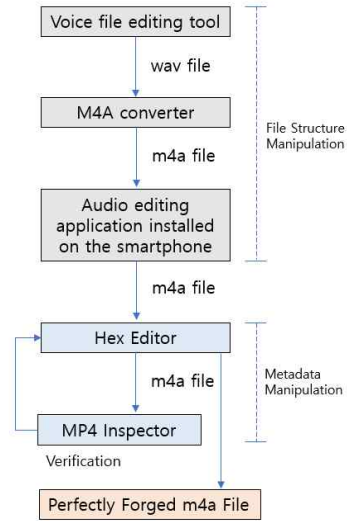 Voice file editing tool
wav file
M4A converter
File Structure
Manipulation
m4a file
Audio editing
application installed
on the smartphone
m4a file
Hex Editor
m4a file
Metadata
Manipulation
MP4 Inspector
Verification
Perfectly Forged m4a File